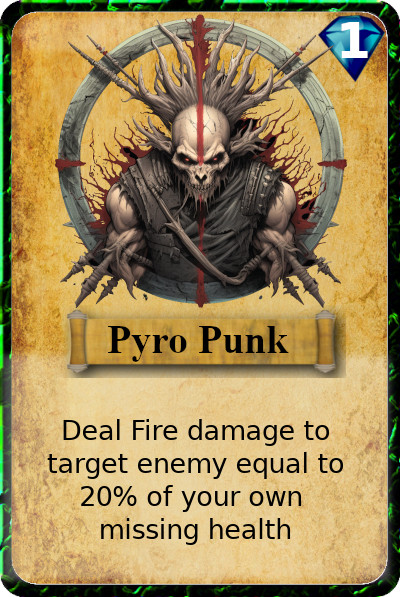 1
Pyro Punk
Deal Fire damage to
target enemy equal to
20% of your own
missing health